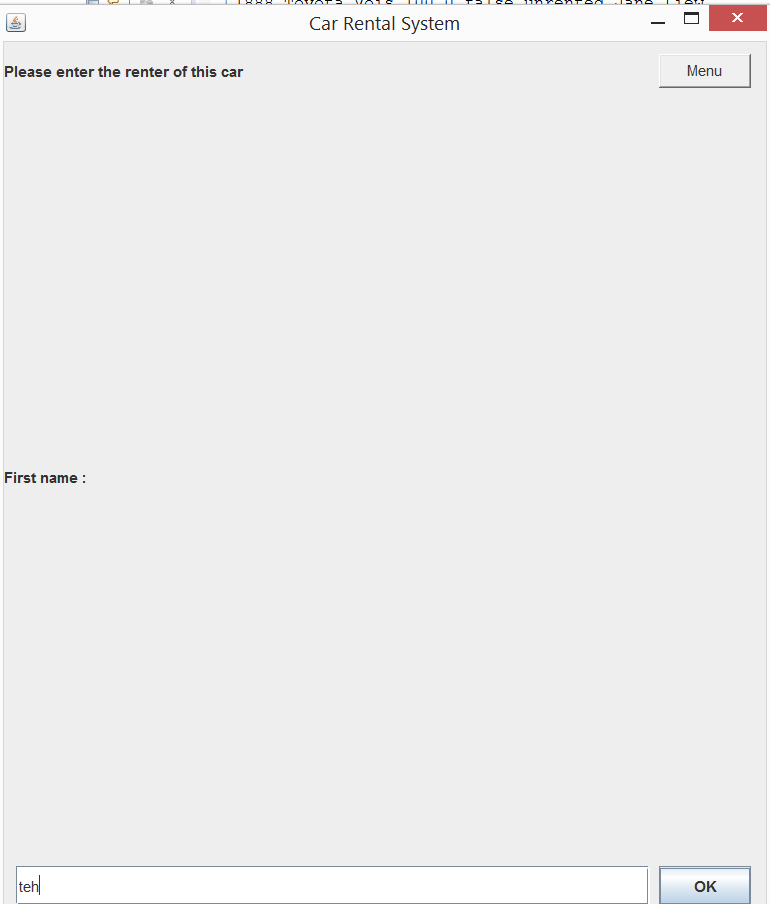 Car Rental System
Please enter the renter of this car
Menu
First name :
teh
OK